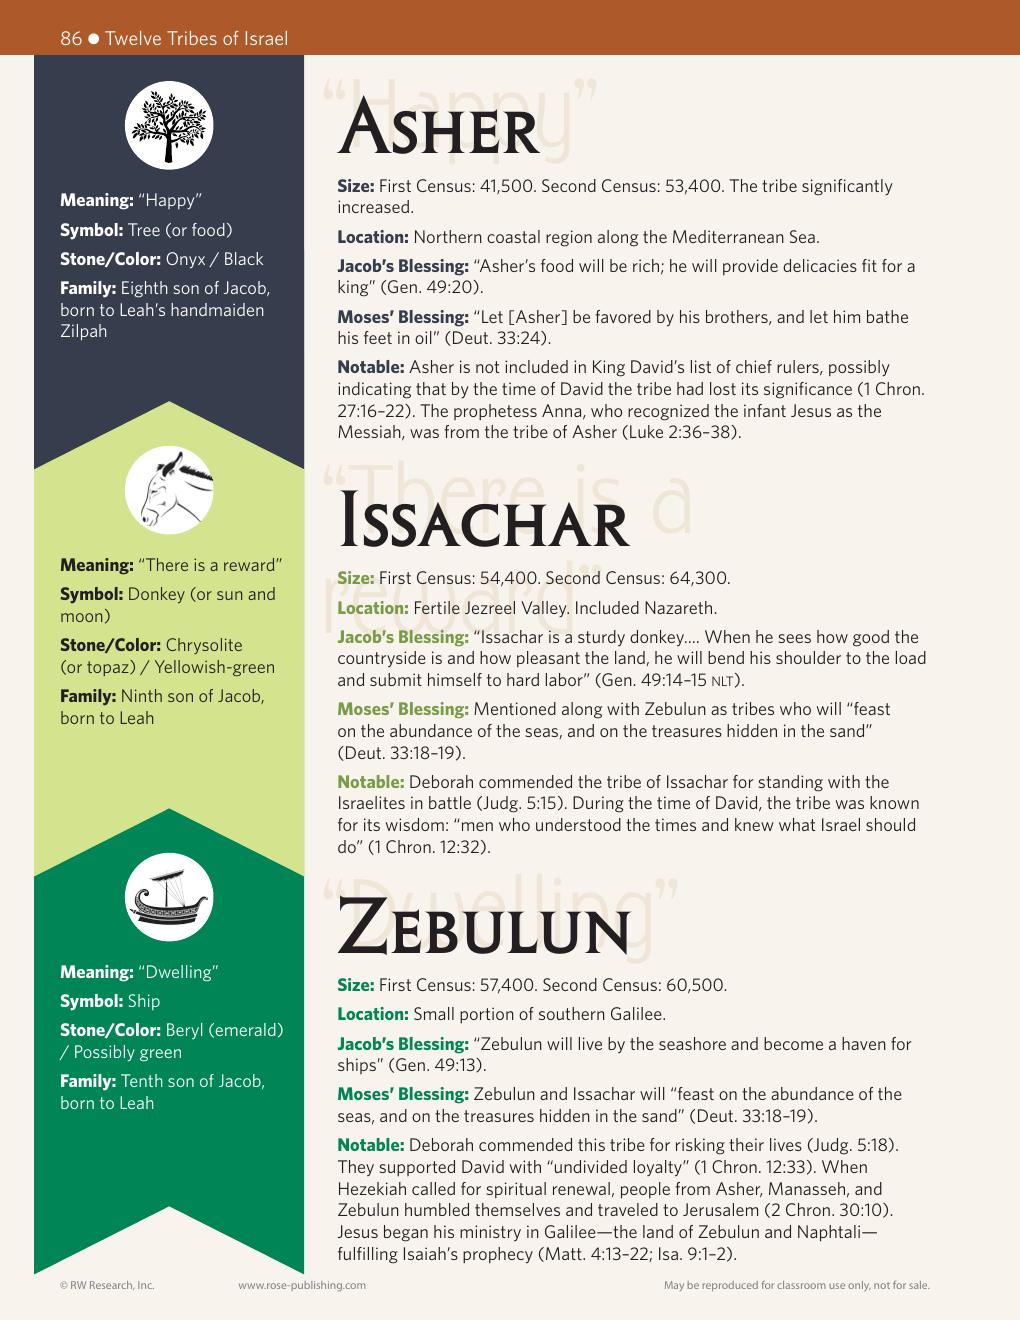 86 ● Twelve Tribes of Israel
Meaning: “Happy”
Symbol: Tree (or food)
Stone/Color: Onyx / Black
Family: Eighth son of Jacob,
born to Leah’s handmaiden
Zilpah
“Happy”
ASHER
Size: First Census: 41,500. Second Census: 53,400. The tribe significantly
increased.
Location: Northern coastal region along the Mediterranean Sea.
Jacob’s Blessing: “Asher’s food will be rich; he will provide delicacies fit for a
king” (Gen. 49:20).
Moses’ Blessing: “Let [Asher] be favored by his brothers, and let him bathe
his feet in oil” (Deut. 33:24).
Notable: Asher is not included in King David’s list of chief rulers, possibly
indicating that by the time of David the tribe had lost its significance (1 Chron.
27:16–22). The prophetess Anna, who recognized the infant Jesus as the
Messiah, was from the tribe of Asher (Luke 2:36–38).
Meaning: “There is a reward”
Symbol: Donkey (or sun and
moon)
Stone/Color: Chrysolite
(or topaz) / Yellowish-green
Family: Ninth son of Jacob,
born to Leah
“There is a
reward”
ISSACHAR
Size: First Census: 54,400. Second Census: 64,300.
Location: Fertile Jezreel Valley. Included Nazareth.
Jacob’s Blessing: “Issachar is a sturdy donkey.... When he sees how good the
countryside is and how pleasant the land, he will bend his shoulder to the load
and submit himself to hard labor” (Gen. 49:14–15 NLT).
Moses’ Blessing: Mentioned along with Zebulun as tribes who will “feast
on the abundance of the seas, and on the treasures hidden in the sand”
(Deut. 33:18–19).
Notable: Deborah commended the tribe of Issachar for standing with the
Israelites in battle (Judg. 5:15). During the time of David, the tribe was known
for its wisdom: “men who understood the times and knew what Israel should
do” (1 Chron. 12:32).
Meaning: “Dwelling”
Symbol: Ship
Stone/Color: Beryl (emerald)
/ Possibly green
Family: Tenth son of Jacob,
born to Leah
“Dwelling”
ZEBULUN
Size: First Census: 57,400. Second Census: 60,500.
Location: Small portion of southern Galilee.
Jacob’s Blessing: “Zebulun will live by the seashore and become a haven for
ships” (Gen. 49:13).
Moses’ Blessing: Zebulun and Issachar will “feast on the abundance of the
seas, and on the treasures hidden in the sand” (Deut. 33:18–19).
Notable: Deborah commended this tribe for risking their lives (Judg. 5:18).
They supported David with “undivided loyalty” (1 Chron. 12:33). When
Hezekiah called for spiritual renewal, people from Asher, Manasseh, and
Zebulun humbled themselves and traveled to Jerusalem (2 Chron. 30:10).
Jesus began his ministry in Galilee—the land of Zebulun and Naphtali—
fulfilling Isaiah’s prophecy (Matt. 4:13–22; Isa. 9:1–2).
© RW Research, Inc. www.rose-publishing.com May be reproduced for classroom use only, not for sale.